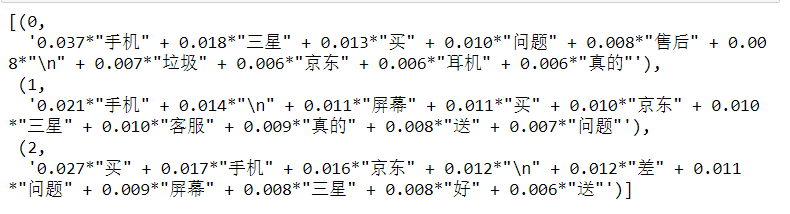 [(0,
'0.037*"手机" + 0.018*"三星" + 0.013*"买" + 0.010*"问题" + 0.008*"售后" + 0.00
8*"\n" + 0.007*"垃圾" + 0.006*"京东" + 0.006*"耳机" + 0.006*"真的"'),
(1,
'0.021*"手机" + 0.014*"\n" + 0.011*"屏幕" + 0.011*"买" + 0.010*"京东" + 0.010
*"三星" + 0.010*"客服" + 0.009*"真的" + 0.008*"送" + 0.007*"问题"'),
(2,
'0.027*"买" + 0.017*"手机" + 0.016*"京东" + 0.012*"\n" + 0.012*"差" + 0.011
*"问题" + 0.009*"屏幕" + 0.008*"三星" + 0.008*"好" + 0.006*"送"')]